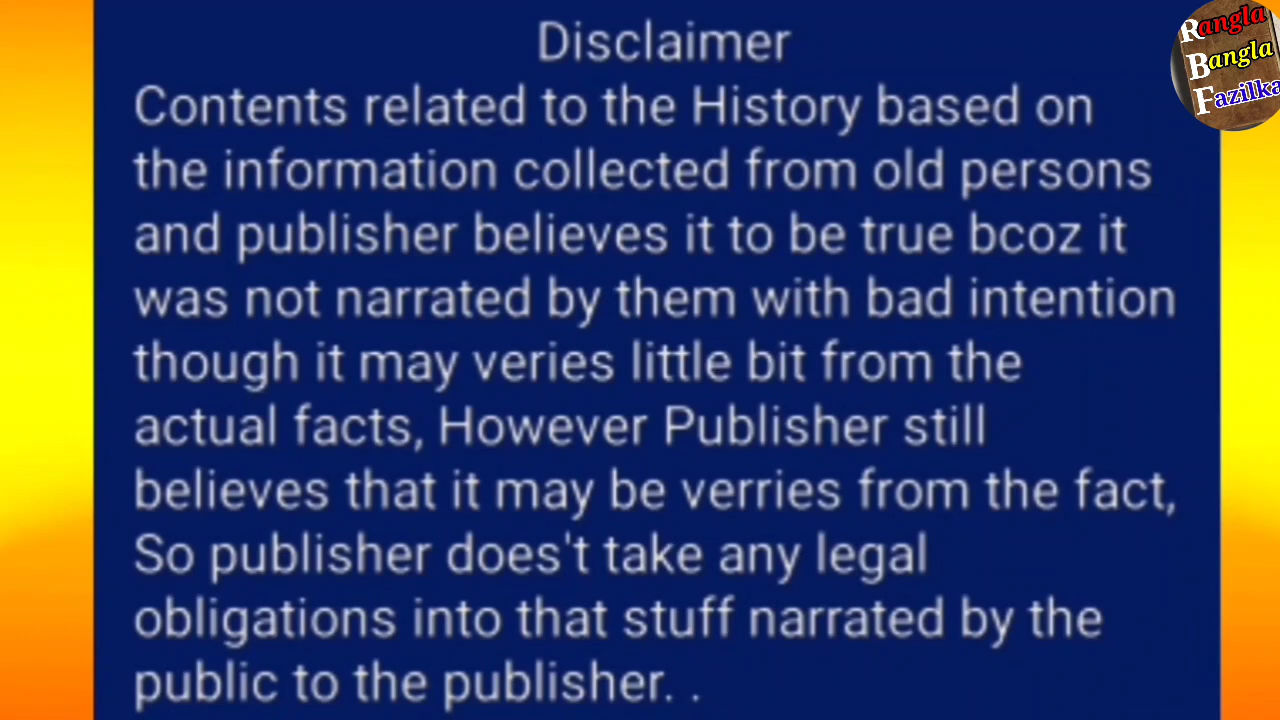 Disclaimer
Contents related to the History based on
the information collected from old persons
and publisher believes it to be true bcoz it
was not narrated by them with bad intention
though it may veries little bit from the
actual facts, However Publisher still
believes that it may be verries from the fact,
So publisher does't take any legal
obligations into that stuff narrated by the
public to the publisher. .
Rangla
Bangla
Fazilka